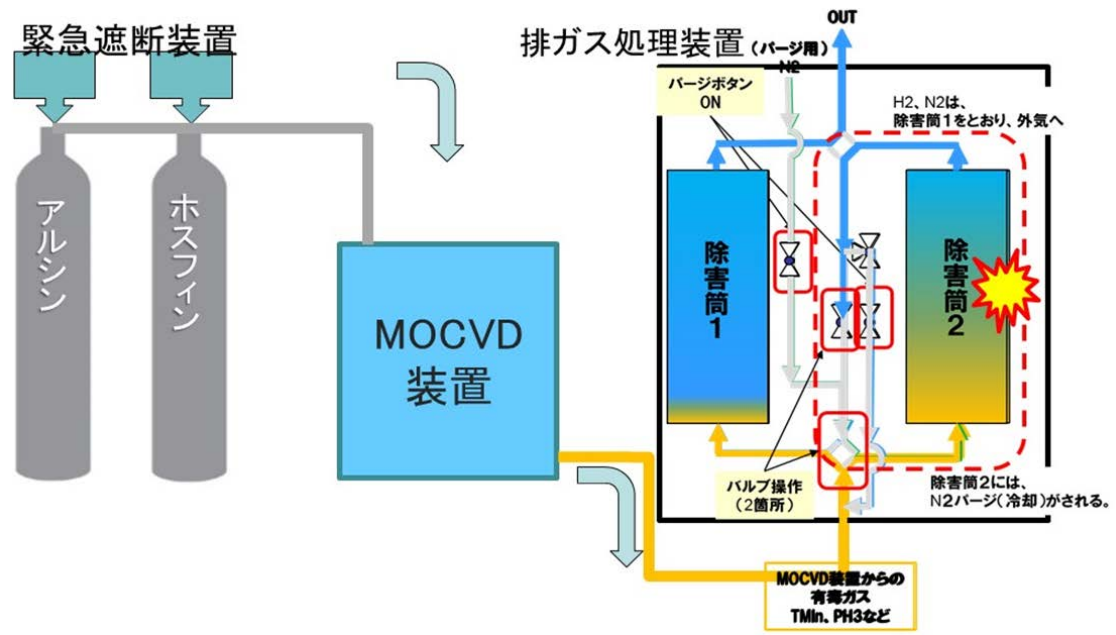 緊急遮断装置
アルシン
ホスフィン
MOCVD
装置
排ガス処理装置(パージ用)
N2
OUT
パージボタン
ON
H2、N2は、
除害筒1をとおり、外気へ
除害筒1
除害筒2
バルブ操作
(2箇所)
除害筒2には、
N2パージ(冷却)がされる。
MOCVD装置からの
有毒ガス
TMIn、PH3など